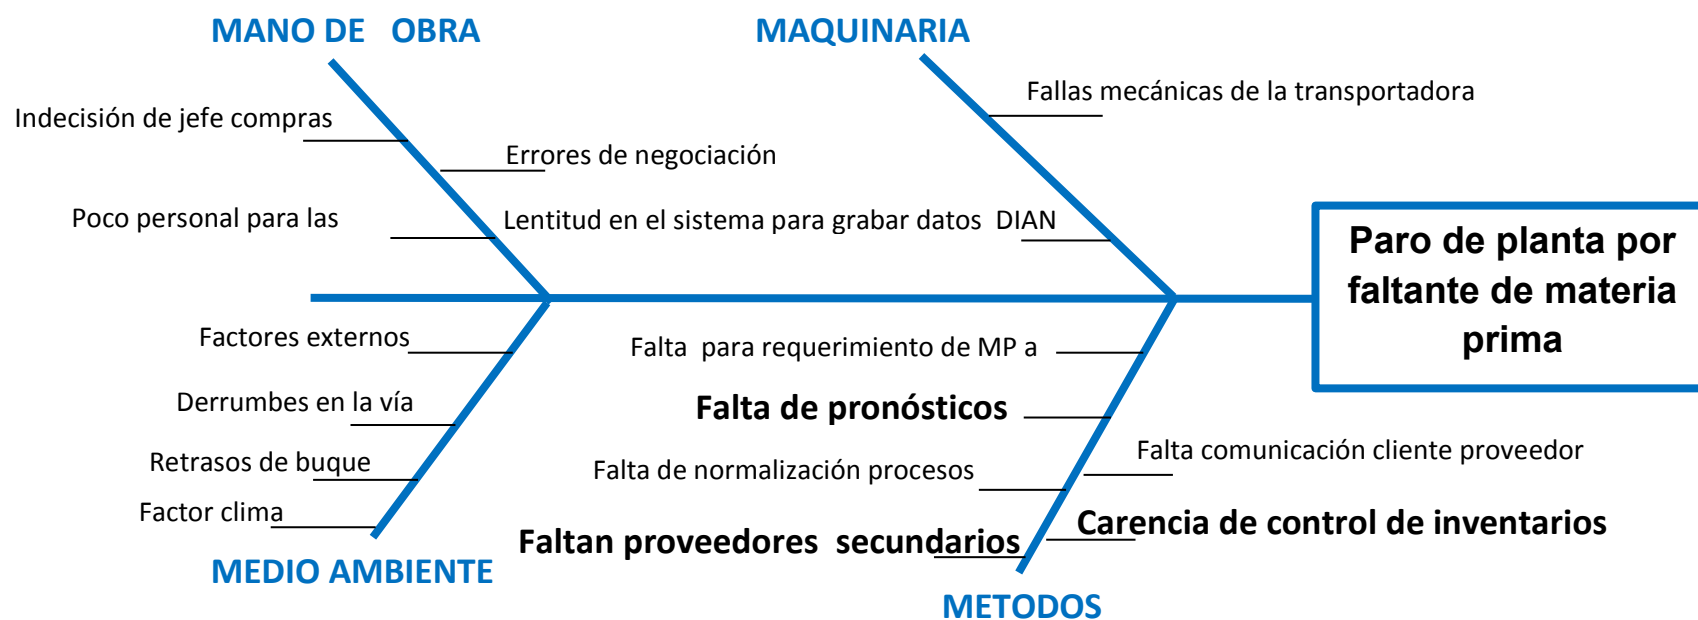 MANO DE OBRA
MAQUINARIA
Indecisión de jefe compras
Fallas mecánicas de la transportadora
Errores de negociación
Poco personal para las
Lentitud en el sistema para grabar datos DIAN
Paro de planta por
faltante de materia
prima
Factores externos
Falta para requerimiento de MP a
Derrumbes en la vía
Falta de pronósticos
Retrasos de buque
Falta de normalización procesos
Falta comunicación cliente proveedor
Factor clima
Faltan proveedores secundarios
Carencia de control de inventarios
MEDIO AMBIENTE
METODOS